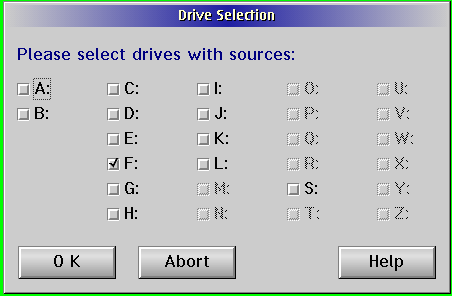 Drive Selection
Please select drives with sources:
A: C: I: O: U:
B: D: J: P: V:
E: K: Q: W:
F: L: R: X:
G: M: S: Y:
H: N: T: Z:
O K Abort Help